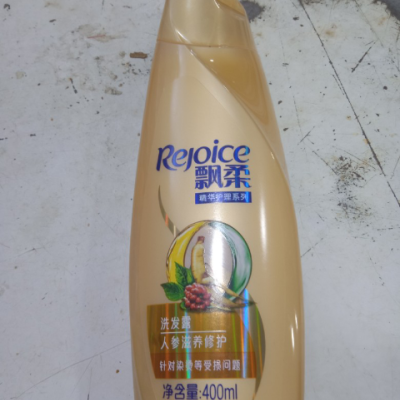 Rejoice
飘柔
精华护理系列
洗发露
人参滋养修护
针对染烫等受损问题
净含量:400ml